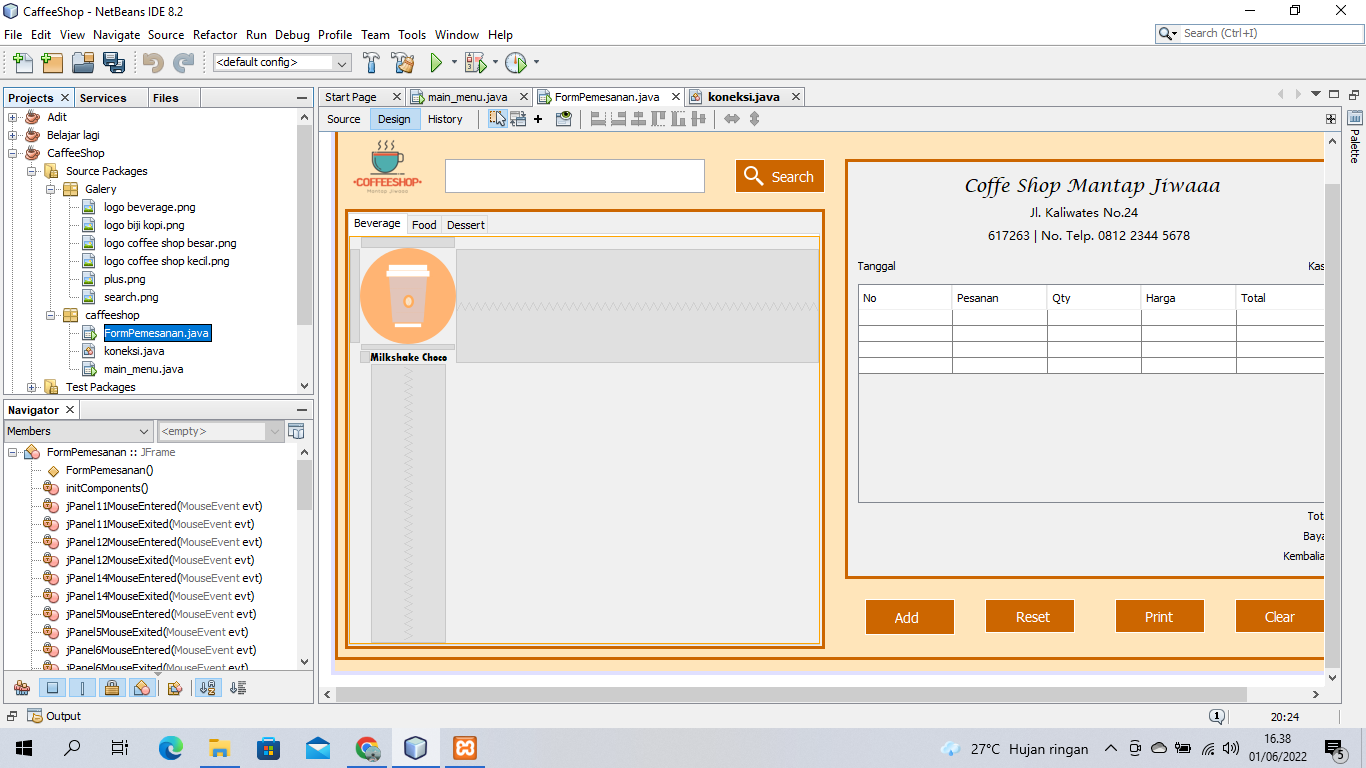 CaffeeShop - NetBeans IDE 8.2
File Edit View Navigate Source Refactor Run Debug Profile Team Tools Window Help
Search (Ctrl+I)
<default config>
Projects Services Files
Adit
Belajar lagi
CaffeeShop
Source Packages
Galery
logo beverage.png
logo biji kopi.png
logo coffee shop besar.png
logo coffee shop kecil.png
plus.png
search.png
caffeeshop
FormPemesanan.java
koneksi.java
main_menu.java
Test Packages
Navigator
Members <empty>
FormPemesanan :: JFrame
FormPemesanan()
initComponents()
jPanel11MouseEntered(MouseEvent evt)
jPanel11MouseExited(MouseEvent evt)
jPanel12MouseEntered(MouseEvent evt)
jPanel12MouseExited(MouseEvent evt)
jPanel14MouseEntered(MouseEvent evt)
jPanel14MouseExited(MouseEvent evt)
jPanel5MouseEntered(MouseEvent evt)
jPanel5MouseExited(MouseEvent evt)
jPanel6MouseEntered(MouseEvent evt)
jPanel6MouseExited(MouseEvent evt)
Start Page main_menu.java FormPemesanan.java koneksi.java
Source Design History
Palette
COFFEESHOP
Mantap Jiwaaa
Search
Beverage Food Dessert
Milkshake Choco
Coffe Shop Mantap Jiwaaa
Jl. Kaliwates No.24
617263 | No. Telp. 0812 2344 5678
Tanggal Kas
No Pesanan Qty Harga Total
Tot
Baya
Kembalia
Add Reset Print Clear
Output
1 20:24
27°C Hujan ringan
16.38
01/06/2022
5